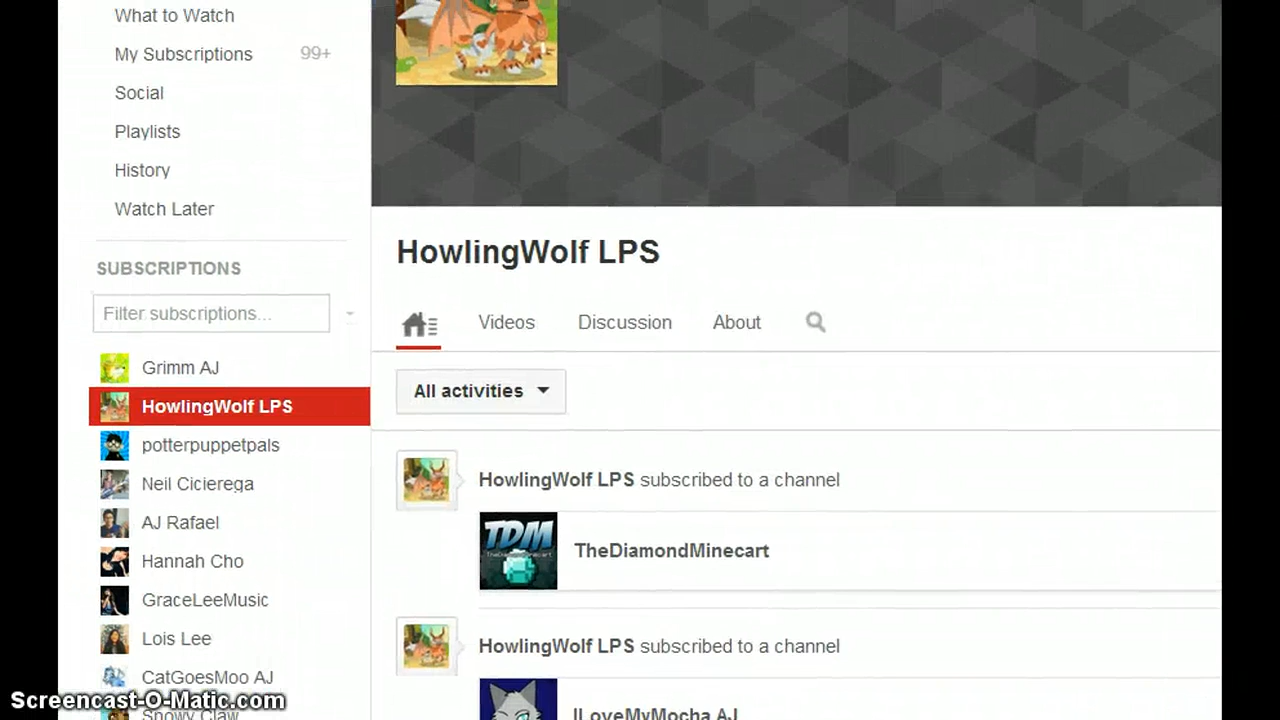 What to Watch
My Subscriptions 99+
Social
Playlists
History
Watch Later
SUBSCRIPTIONS
Filter subscriptions...
Grimm AJ
HowlingWolf LPS
potterpuppetpals
Neil Cicierega
AJ Rafael
Hannah Cho
GraceLeeMusic
Lois Lee
CatGoesMoo AJ
Snowy Claw
HowlingWolf LPS
Videos Discussion About
All activities
HowlingWolf LPS subscribed to a channel
TDM
TheDiamondMinecart
TheDiamondMinecart
HowlingWolf LPS subscribed to a channel
ILoveMyMocha AJ
Screencast-O-Matic.com